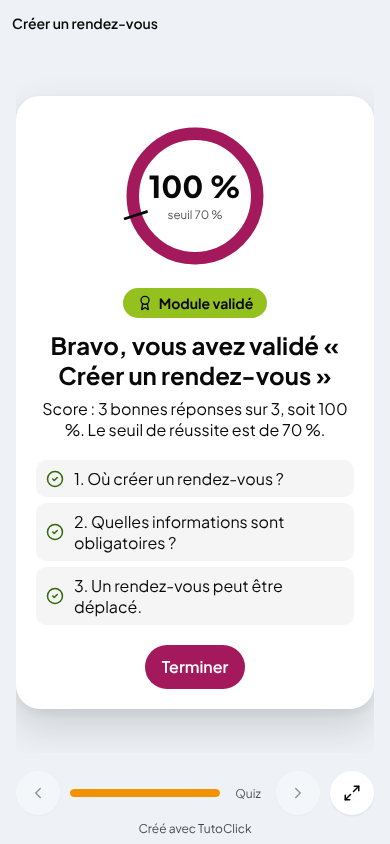 Créer un rendez-vous
100 %
seuil 70 %
Module validé
Bravo, vous avez validé «
Créer un rendez-vous »
Score : 3 bonnes réponses sur 3, soit 100
%. Le seuil de réussite est de 70 %.
1. Où créer un rendez-vous ?
2. Quelles informations sont
obligatoires ?
3. Un rendez-vous peut être
déplacé.
Terminer
Quiz
Créé avec TutoClick